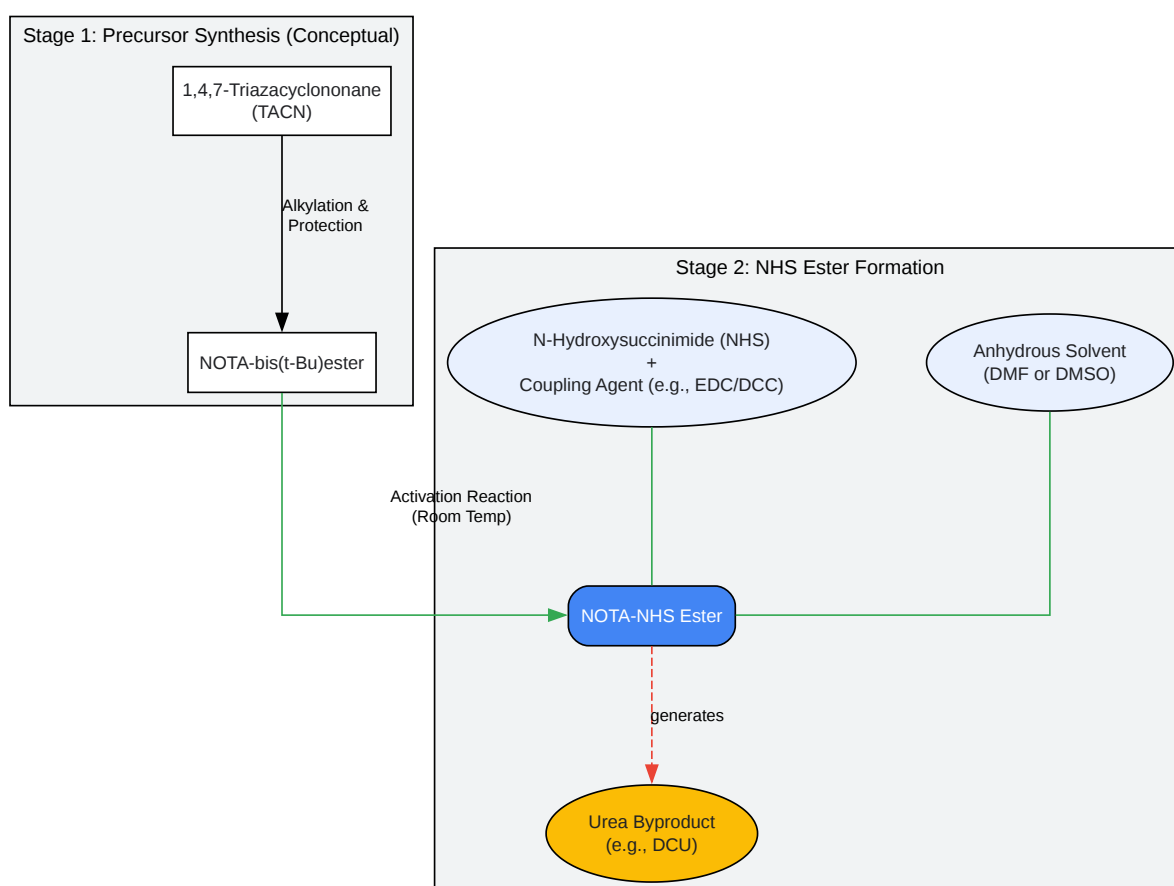 Stage 1: Precursor Synthesis (Conceptual)
1,4,7-Triazacyclononane
(TACN)
Alkylation &
Protection
NOTA-bis(t-Bu)ester
Stage 2: NHS Ester Formation
N-Hydroxysuccinimide (NHS)
+
Coupling Agent (e.g., EDC/DCC)
Anhydrous Solvent
(DMF or DMSO)
Activation Reaction
(Room Temp)
NOTA-NHS Ester
generates
Urea Byproduct
(e.g., DCU)